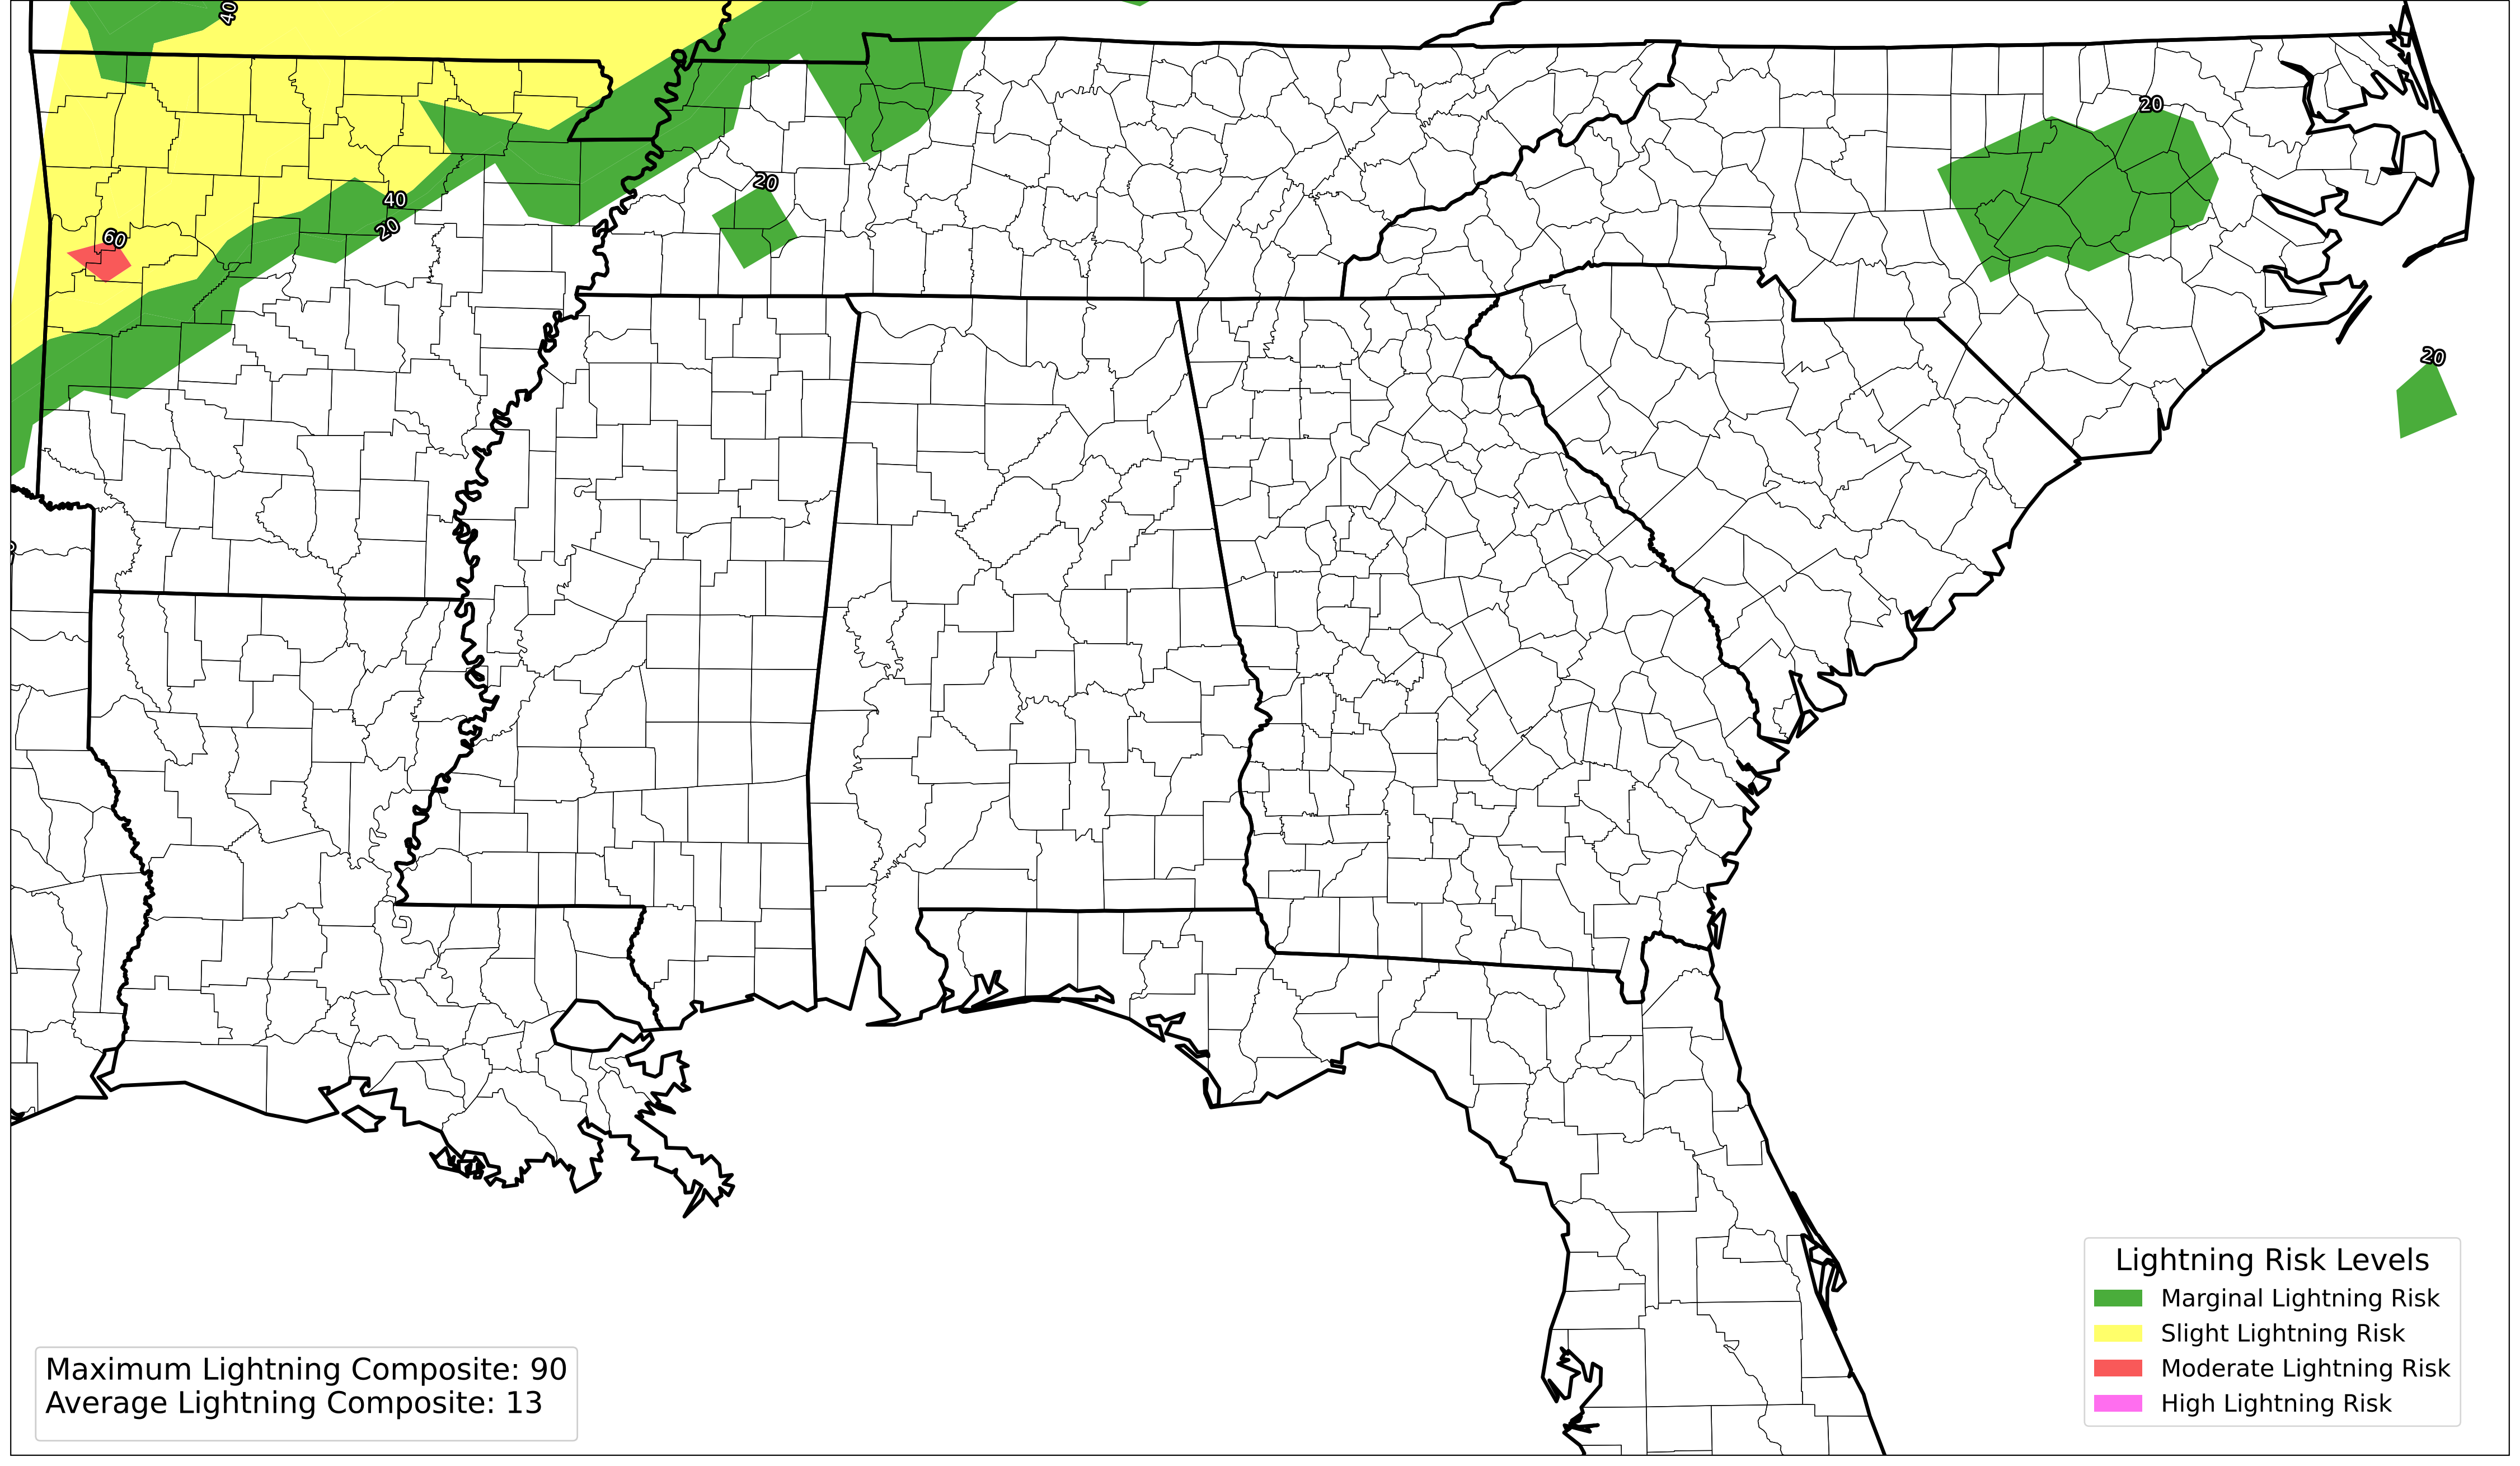 40
20
20
40
20
60
20
Maximum Lightning Composite: 90
Average Lightning Composite: 13
Lightning Risk Levels
Marginal Lightning Risk
Slight Lightning Risk
Moderate Lightning Risk
High Lightning Risk